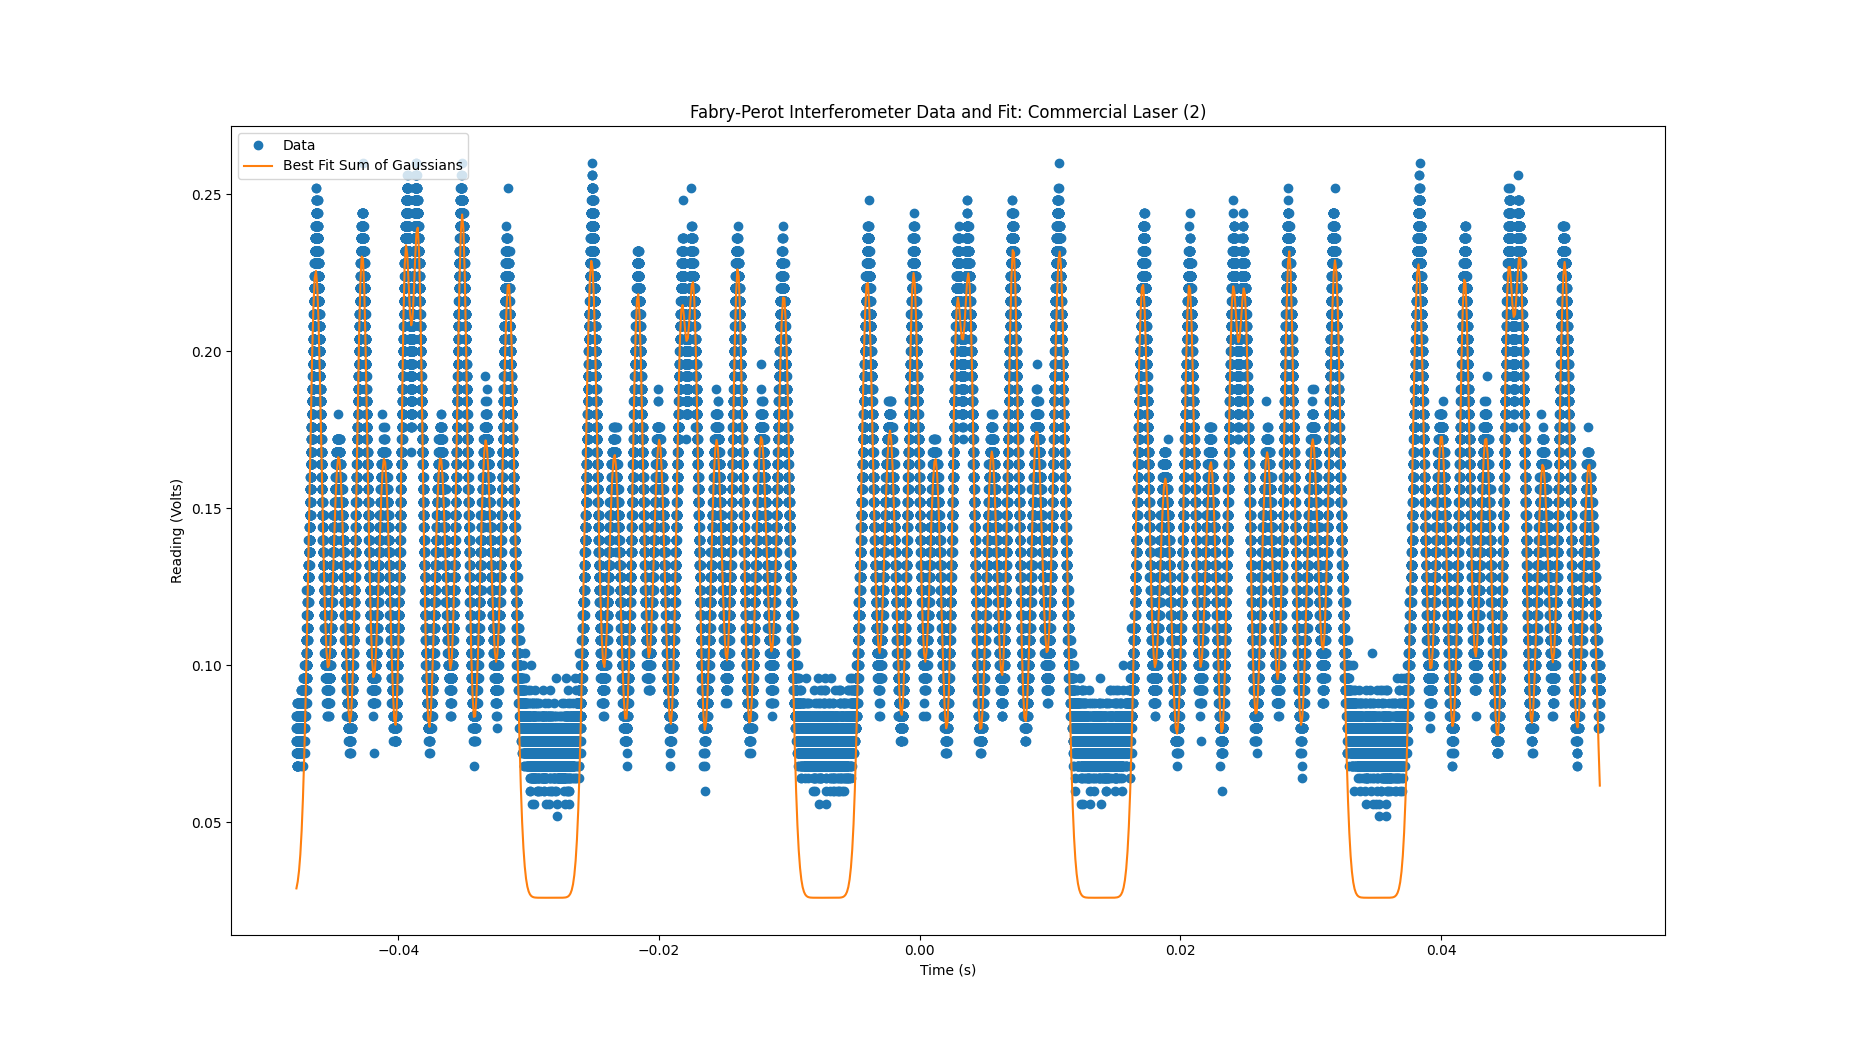 Fabry-Perot Interferometer Data and Fit: Commercial Laser (2)
Data
Best Fit Sum of Gaussians
0.25
0.20
0.15
0.10
0.05
Reading (Volts)
−0.04
−0.02
0.00
0.02
0.04
Time (s)